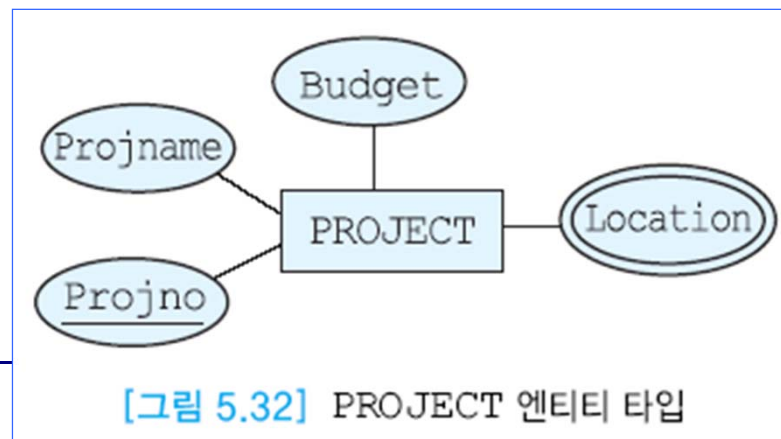 Budget
Projname
PROJECT
Location
Projno
[그림 5.32] PROJECT 엔티티 타입